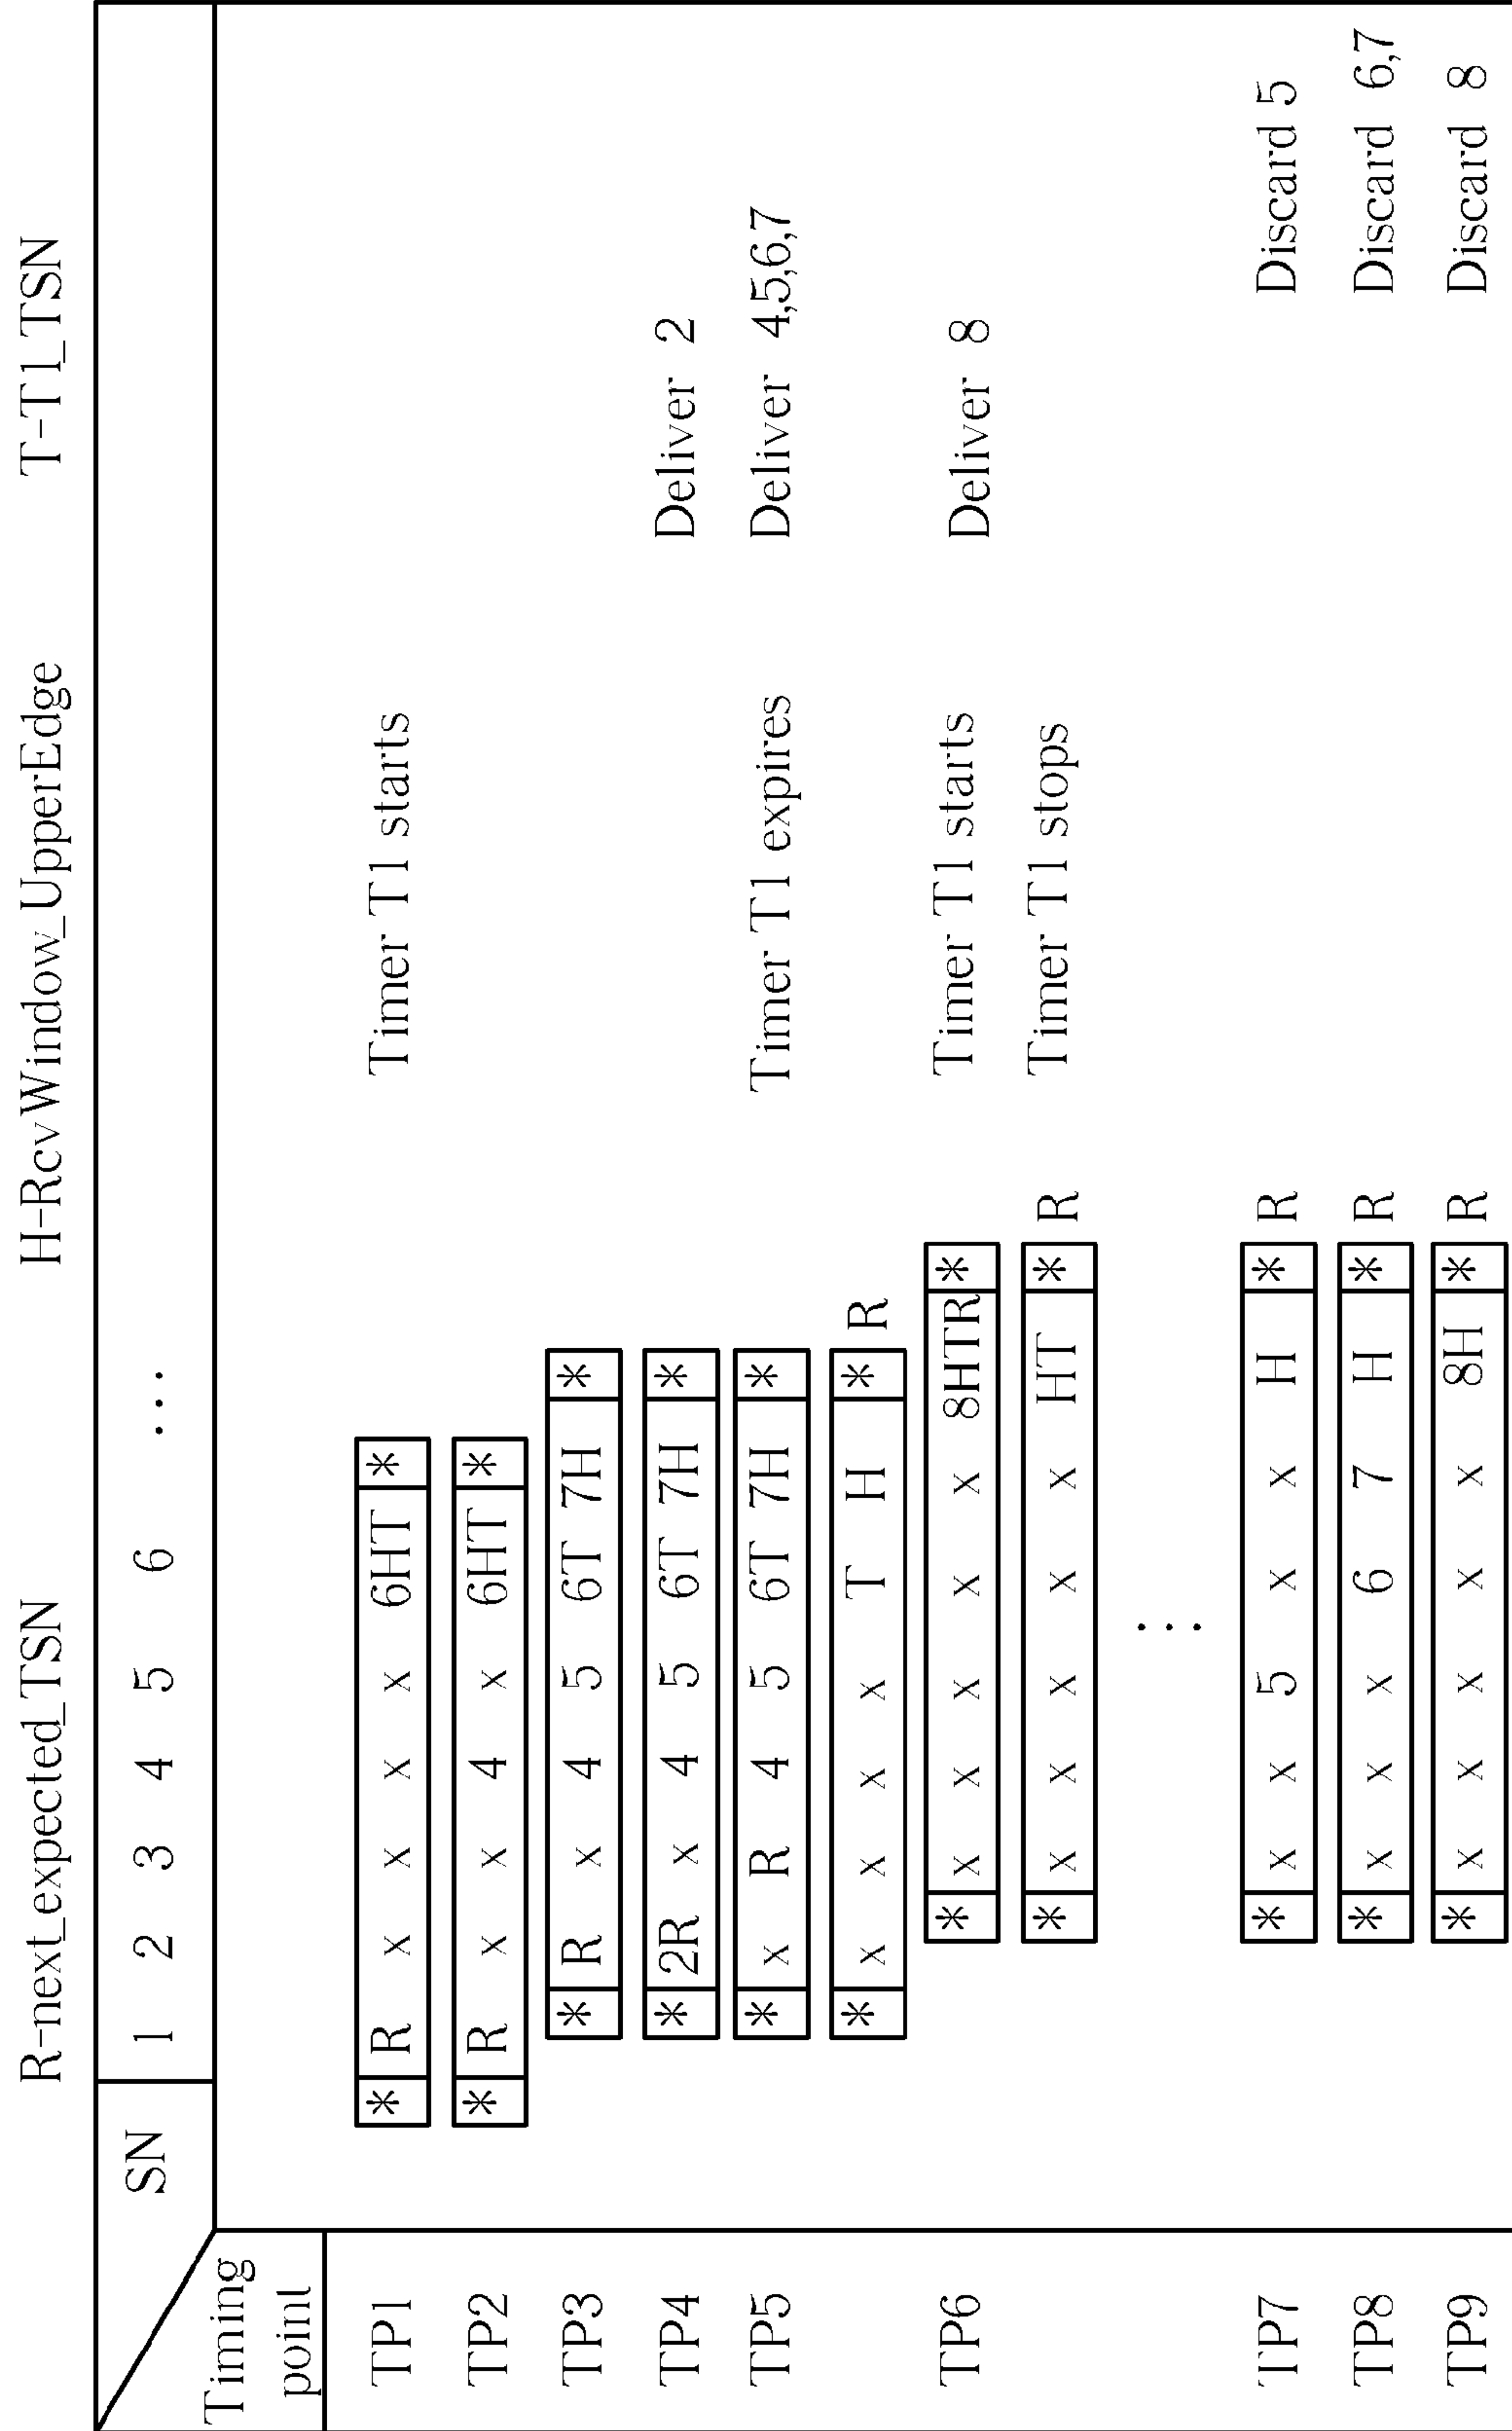 R-next_expected_TSN H-RcvWindow_UpperEdge T-T1_TSN
SN 1 2 3 4 5 6 ...
Timing
point
TP1 * R x x x x 6HT * Timer T1 starts
TP2 * R x x 4 x 6HT *
TP3 * R x 4 5 6T 7H *
TP4 * 2R x 4 5 6T 7H * Deliver 2
TP5 * x R 4 5 6T 7H * Timer T1 expires Deliver 4,5,6,7
* x x x x T H * R
TP6 * x x x x x 8HTR * Timer T1 starts Deliver 8
* x x x x x HT * R Timer T1 stops
...
TP7 * x x 5 x x H * R Discard 5
TP8 * x x x 6 7 H * R Discard 6,7
TP9 * x x x x x 8H * R Discard 8